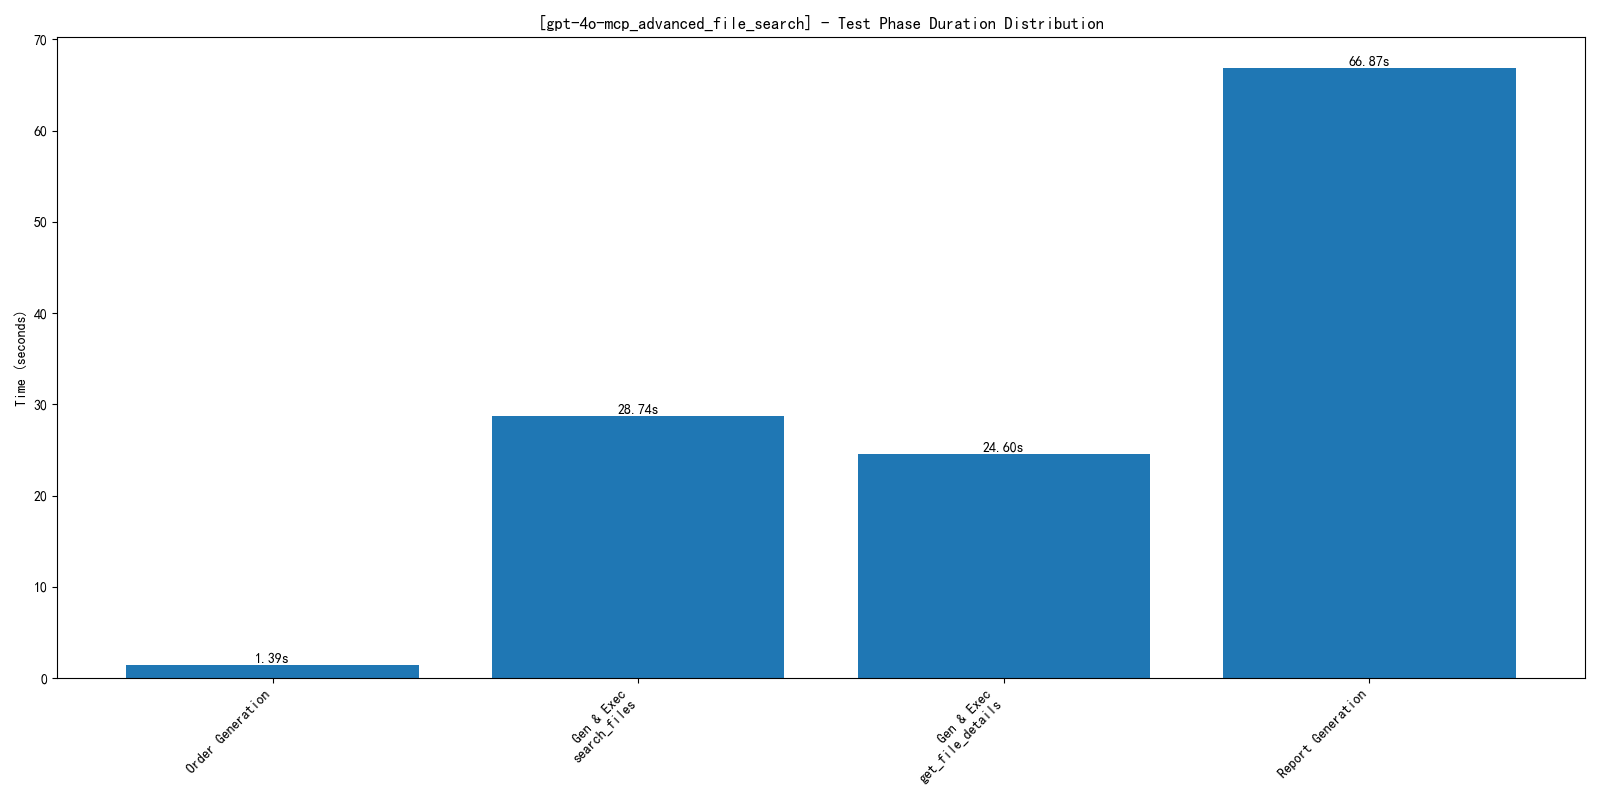 [gpt-4o-mcp_advanced_file_search] - Test Phase Duration Distribution
Time (seconds)
70
60
50
40
30
20
10
0
1.39s
28.74s
24.60s
66.87s
Order Generation
Gen & Exec
search_files
Gen & Exec
get_file_details
Report Generation